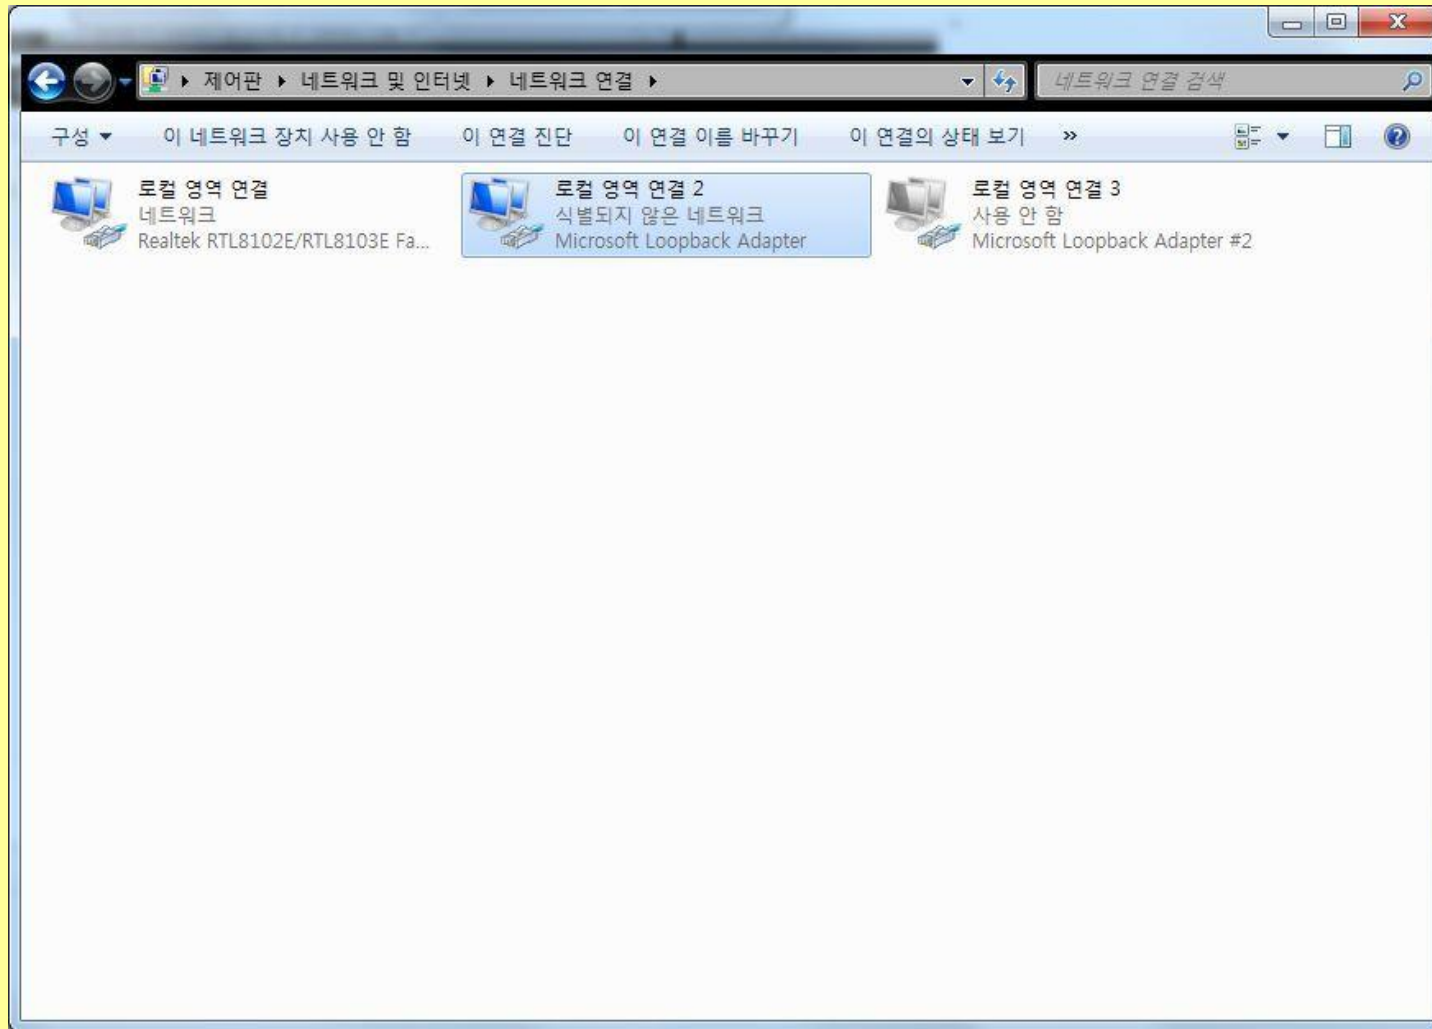 제어판 ▸ 네트워크 및 인터넷 ▸ 네트워크 연결 ▸
네트워크 연결 검색
구성 ▼ 이 네트워크 장치 사용 안 함 이 연결 진단 이 연결 이름 바꾸기 이 연결의 상태 보기 »
로컬 영역 연결
네트워크
Realtek RTL8102E/RTL8103E Fa...
로컬 영역 연결 2
식별되지 않은 네트워크
Microsoft Loopback Adapter
로컬 영역 연결 3
사용 안 함
Microsoft Loopback Adapter #2